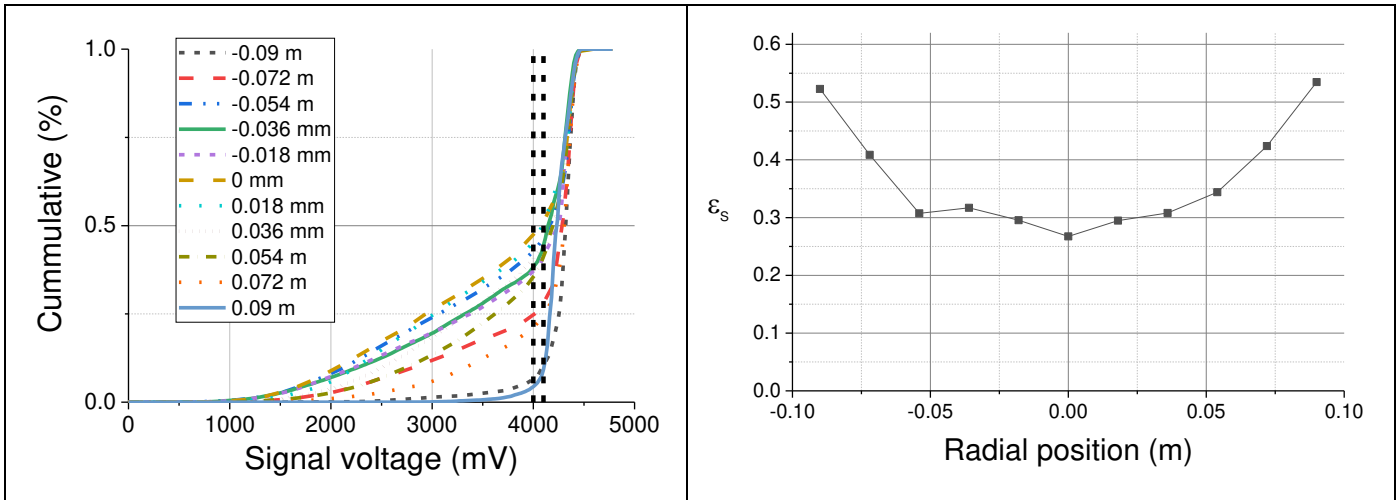 Cummulative (%)
1.0
0.5
0.0
-0.09 m
-0.072 m
-0.054 m
-0.036 mm
-0.018 mm
0 mm
0.018 mm
0.036 mm
0.054 m
0.072 m
0.09 m
0 1000 2000 3000 4000 5000
Signal voltage (mV)
εs
0.6
0.5
0.4
0.3
0.2
0.1
0.0
-0.10 -0.05 0.00 0.05 0.10
Radial position (m)